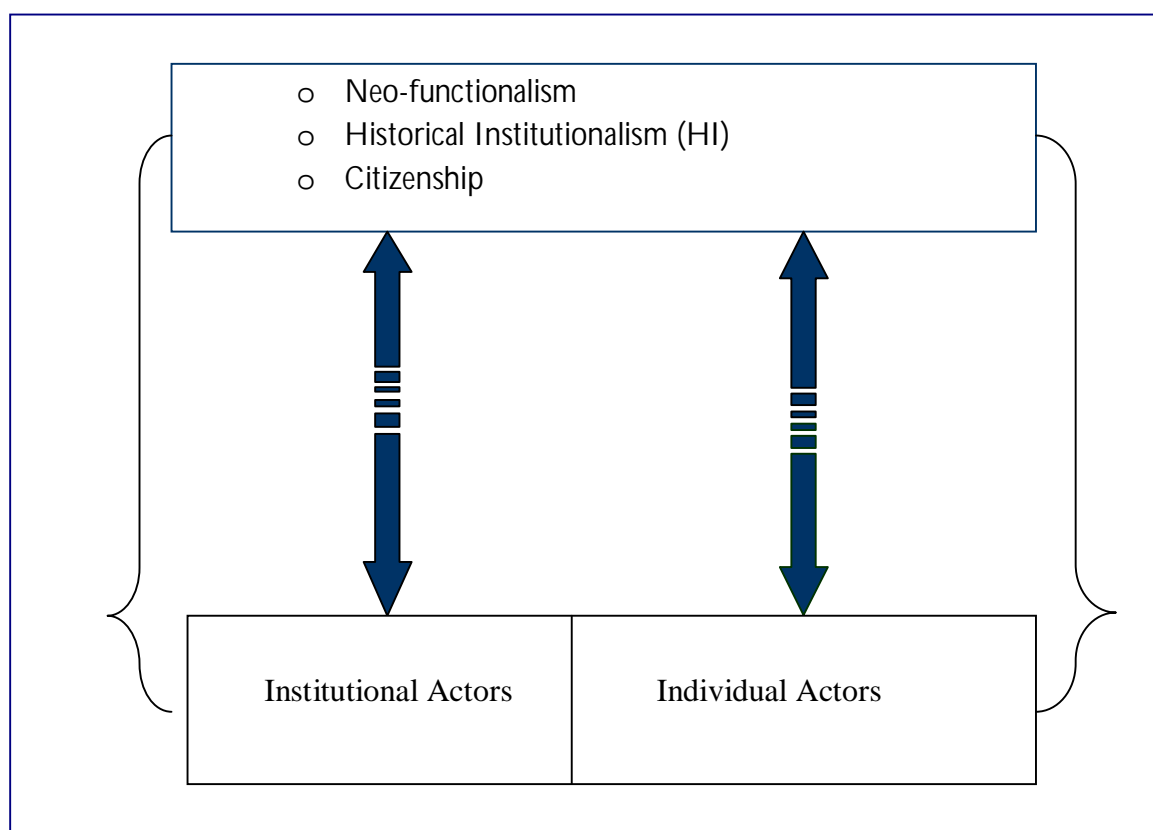 o Neo-functionalism
o Historical Institutionalism (HI)
o Citizenship
Institutional Actors
Individual Actors